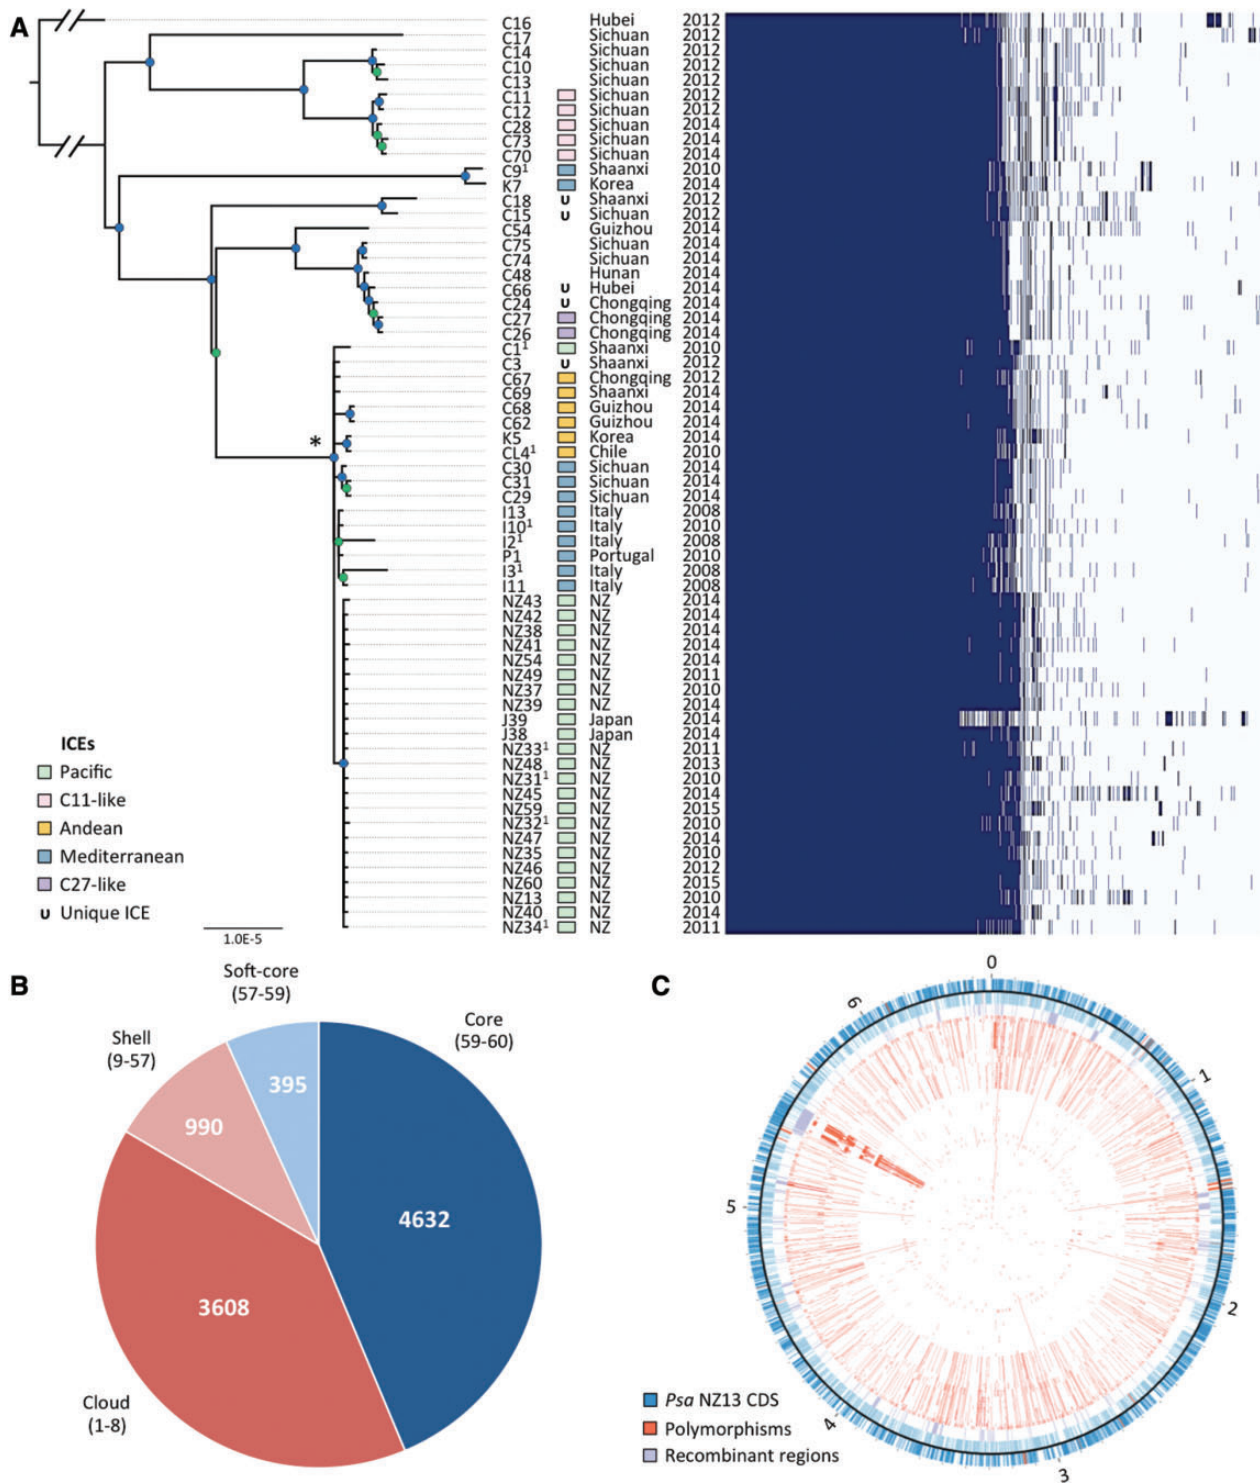 A
C16 Hubei 2012
C17 Sichuan 2012
C14 Sichuan 2012
C10 Sichuan 2012
C13 Sichuan 2012
C11 Sichuan 2012
C12 Sichuan 2012
C28 Sichuan 2014
C73 Sichuan 2014
C70 Sichuan 2014
C9¹ Shaanxi 2010
K7 Korea 2014
C18 υ Shaanxi 2012
C15 υ Sichuan 2012
C54 Guizhou 2014
C75 Sichuan 2014
C74 Sichuan 2014
C48 Hunan 2014
C66 υ Hubei 2014
C24 υ Chongqing 2014
C27 Chongqing 2014
C26 Chongqing 2014
C1¹ Shaanxi 2010
C3 υ Shaanxi 2012
C67 Chongqing 2012
C69 Shaanxi 2014
C68 Guizhou 2014
C62 Guizhou 2014
* K5 Korea 2014
CL4¹ Chile 2010
C30 Sichuan 2014
C31 Sichuan 2014
C29 Sichuan 2014
I13 Italy 2008
I10¹ Italy 2010
I2¹ Italy 2008
P1 Portugal 2010
I3¹ Italy 2008
I11 Italy 2008
NZ43 NZ 2014
NZ42 NZ 2014
NZ38 NZ 2014
NZ41 NZ 2014
NZ54 NZ 2014
NZ49 NZ 2011
NZ37 NZ 2010
NZ39 NZ 2014
J39 Japan 2014
J38 Japan 2014
NZ33¹ NZ 2011
NZ48 NZ 2013
NZ31¹ NZ 2010
NZ45 NZ 2014
NZ59 NZ 2015
NZ32¹ NZ 2010
NZ47 NZ 2014
NZ35 NZ 2010
NZ46 NZ 2012
NZ60 NZ 2015
NZ13 NZ 2010
NZ40 NZ 2014
NZ34¹ NZ 2011
ICEs
Pacific
C11-like
Andean
Mediterranean
C27-like
υ Unique ICE
1.0E-5
B
Soft-core
(57-59)
Core
(59-60)
Shell
(9-57)
395
990
4632
3608
Cloud
(1-8)
C
0
1
2
3
4
5
6
Psa NZ13 CDS
Polymorphisms
Recombinant regions